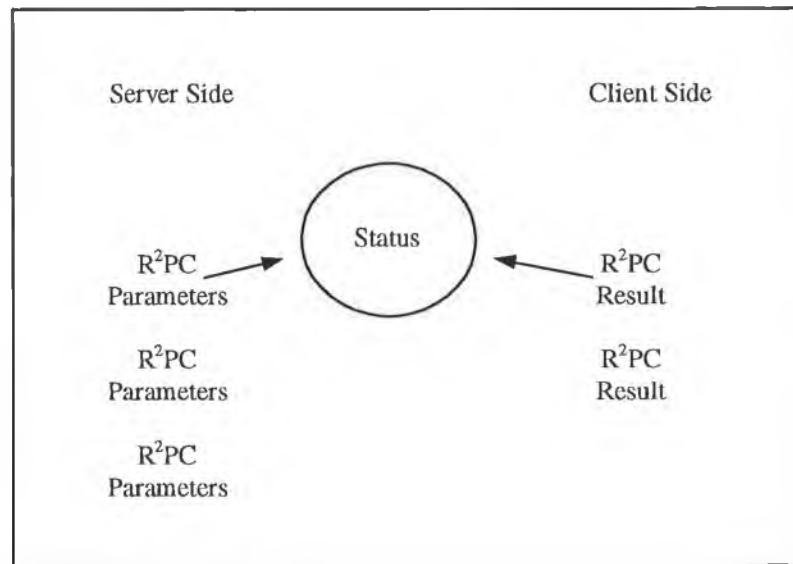 Server Side
Client Side
Status
R²PC
Parameters
R²PC
Result
R²PC
Parameters
R²PC
Result
R²PC
Parameters